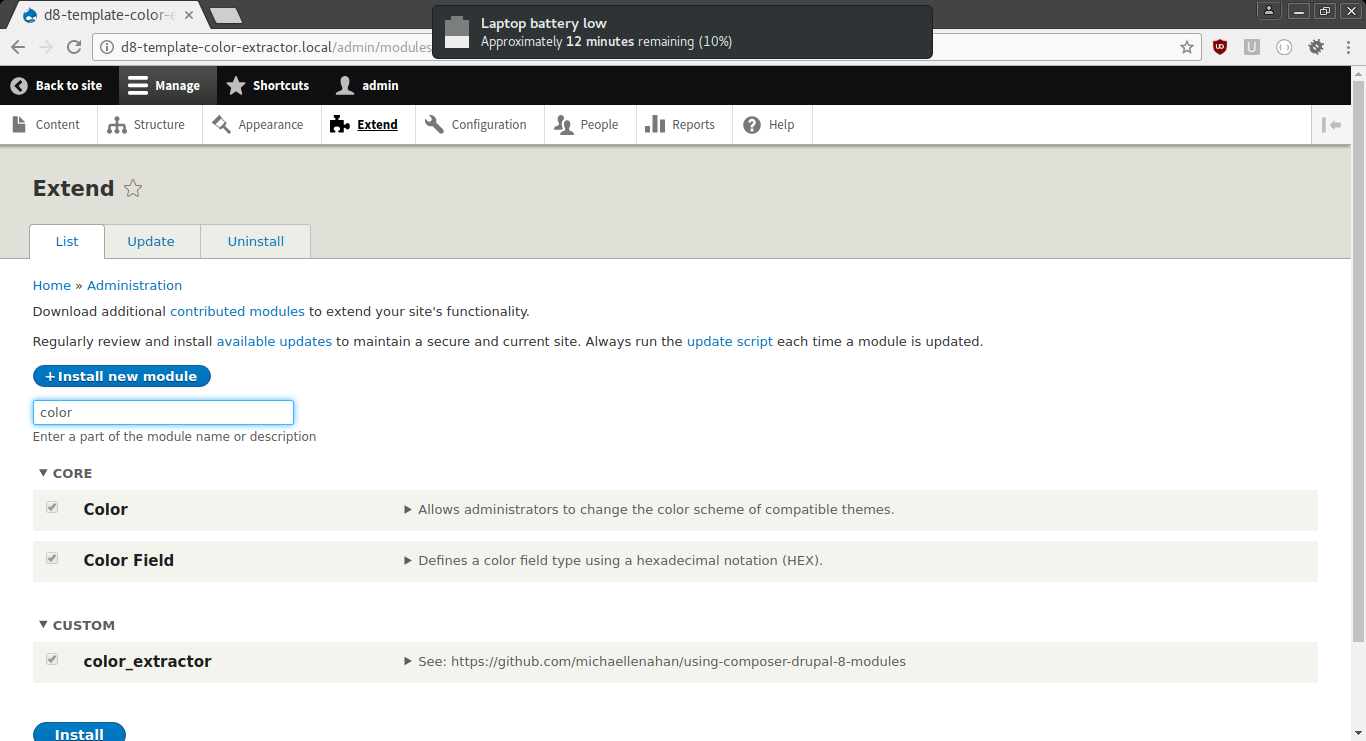 d8-template-color-e
Laptop battery low
Approximately 12 minutes remaining (10%)
d8-template-color-extractor.local/admin/modules
Back to site Manage Shortcuts admin
Content Structure Appearance Extend Configuration People Reports Help
Extend
List Update Uninstall
Home » Administration
Download additional contributed modules to extend your site's functionality.
Regularly review and install available updates to maintain a secure and current site. Always run the update script each time a module is updated.
+ Install new module
color
Enter a part of the module name or description
▼ CORE
Color ▶ Allows administrators to change the color scheme of compatible themes.
Color Field ▶ Defines a color field type using a hexadecimal notation (HEX).
▼ CUSTOM
color_extractor ▶ See: https://github.com/michaellenahan/using-composer-drupal-8-modules
Install